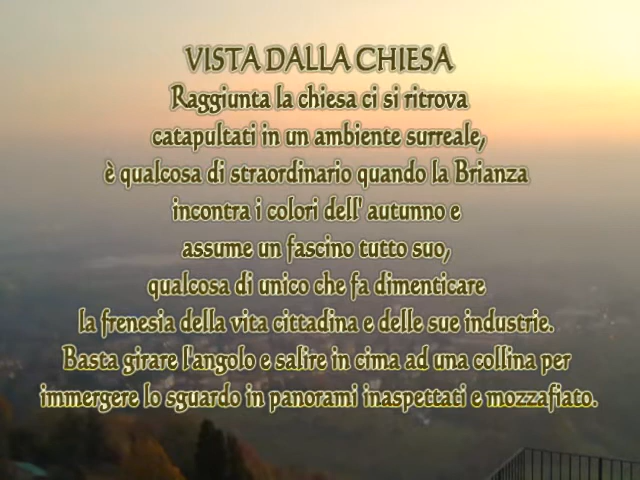 VISTA DALLA CHIESA
Raggiunta la chiesa ci si ritrova
catapultati in un ambiente surreale,
è qualcosa di straordinario quando la Brianza
incontra i colori dell' autunno e
assume un fascino tutto suo,
qualcosa di unico che fa dimenticare
la frenesia della vita cittadina e delle sue industrie.
Basta girare l'angolo e salire in cima ad una collina per
immergere lo sguardo in panorami inaspettati e mozzafiato.